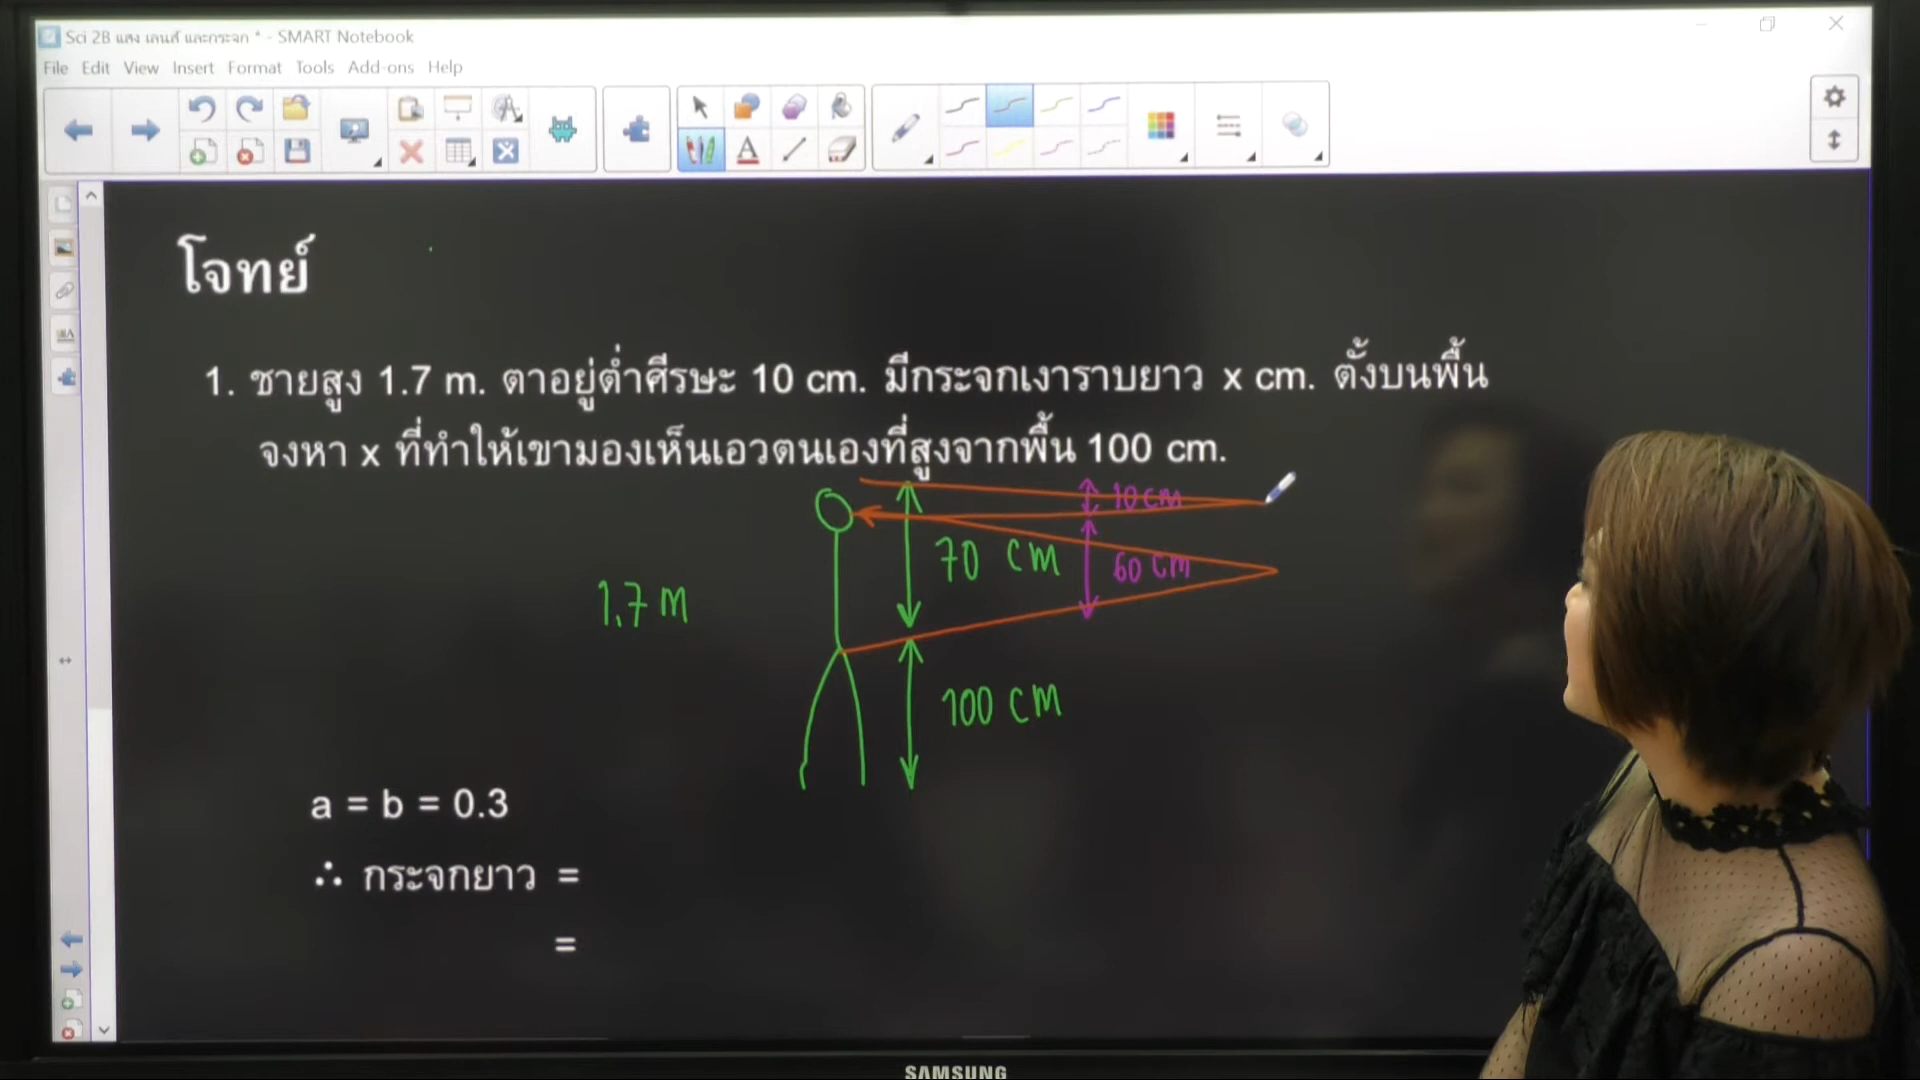 Sci 2B แสง เลนส์ และกระจก * - SMART Notebook
File Edit View Insert Format Tools Add-ons Help
โจทย์
1. ชายสูง 1.7 m. ตาอยู่ต่ำศีรษะ 10 cm. มีกระจกเงาราบยาว x cm. ตั้งบนพื้น
จงหา x ที่ทำให้เขามองเห็นเอวตนเองที่สูงจากพื้น 100 cm.
10 cm
70 cm
60 cm
1.7 m
100 cm
a = b = 0.3
∴ กระจกยาว =
=
SAMSUNG